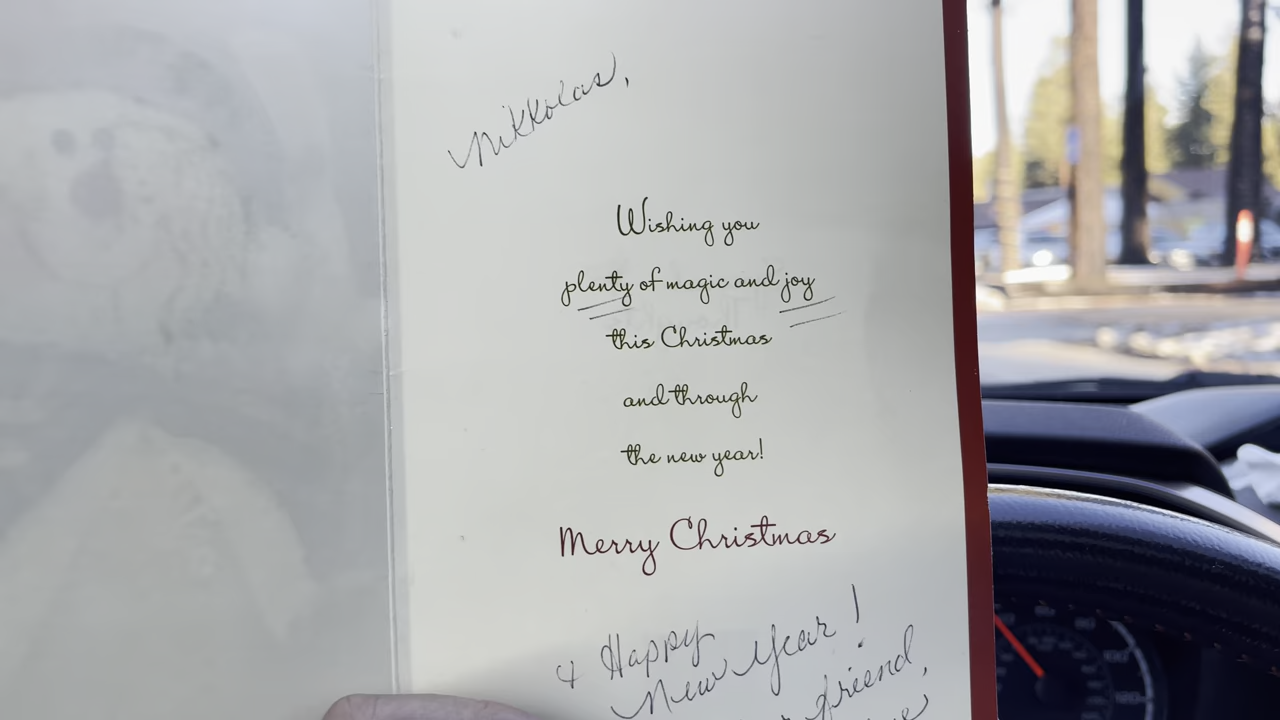 Nikkolas,
Wishing you
plenty of magic and joy
this Christmas
and through
the new year!
Merry Christmas
& Happy
New Year!
friend,